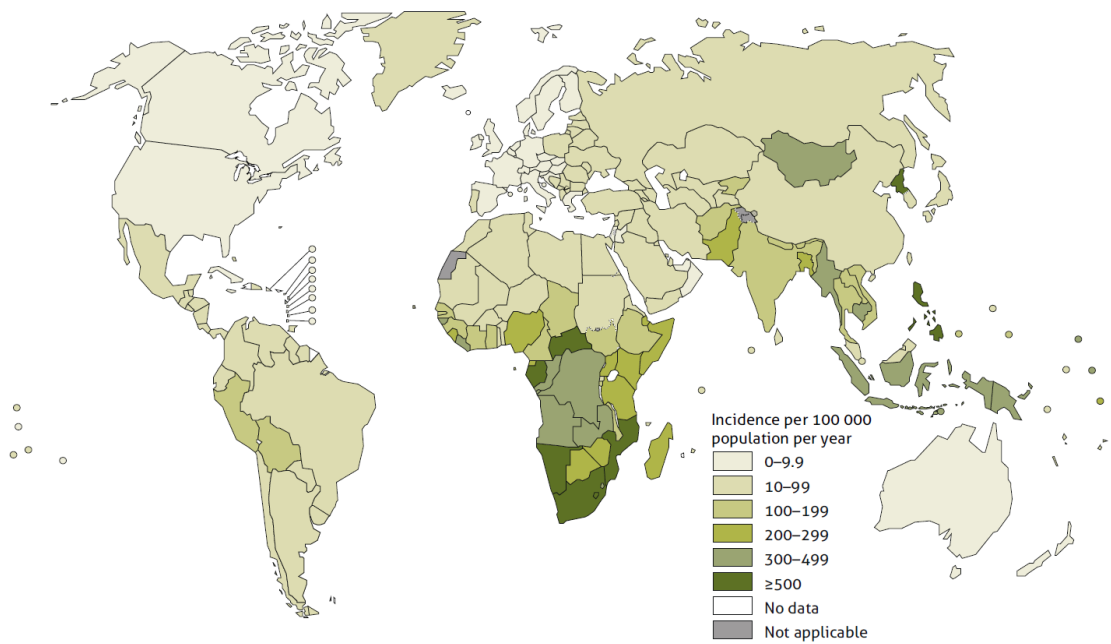 Incidence per 100 000
population per year
0–9.9
10–99
100–199
200–299
300–499
≥500
No data
Not applicable